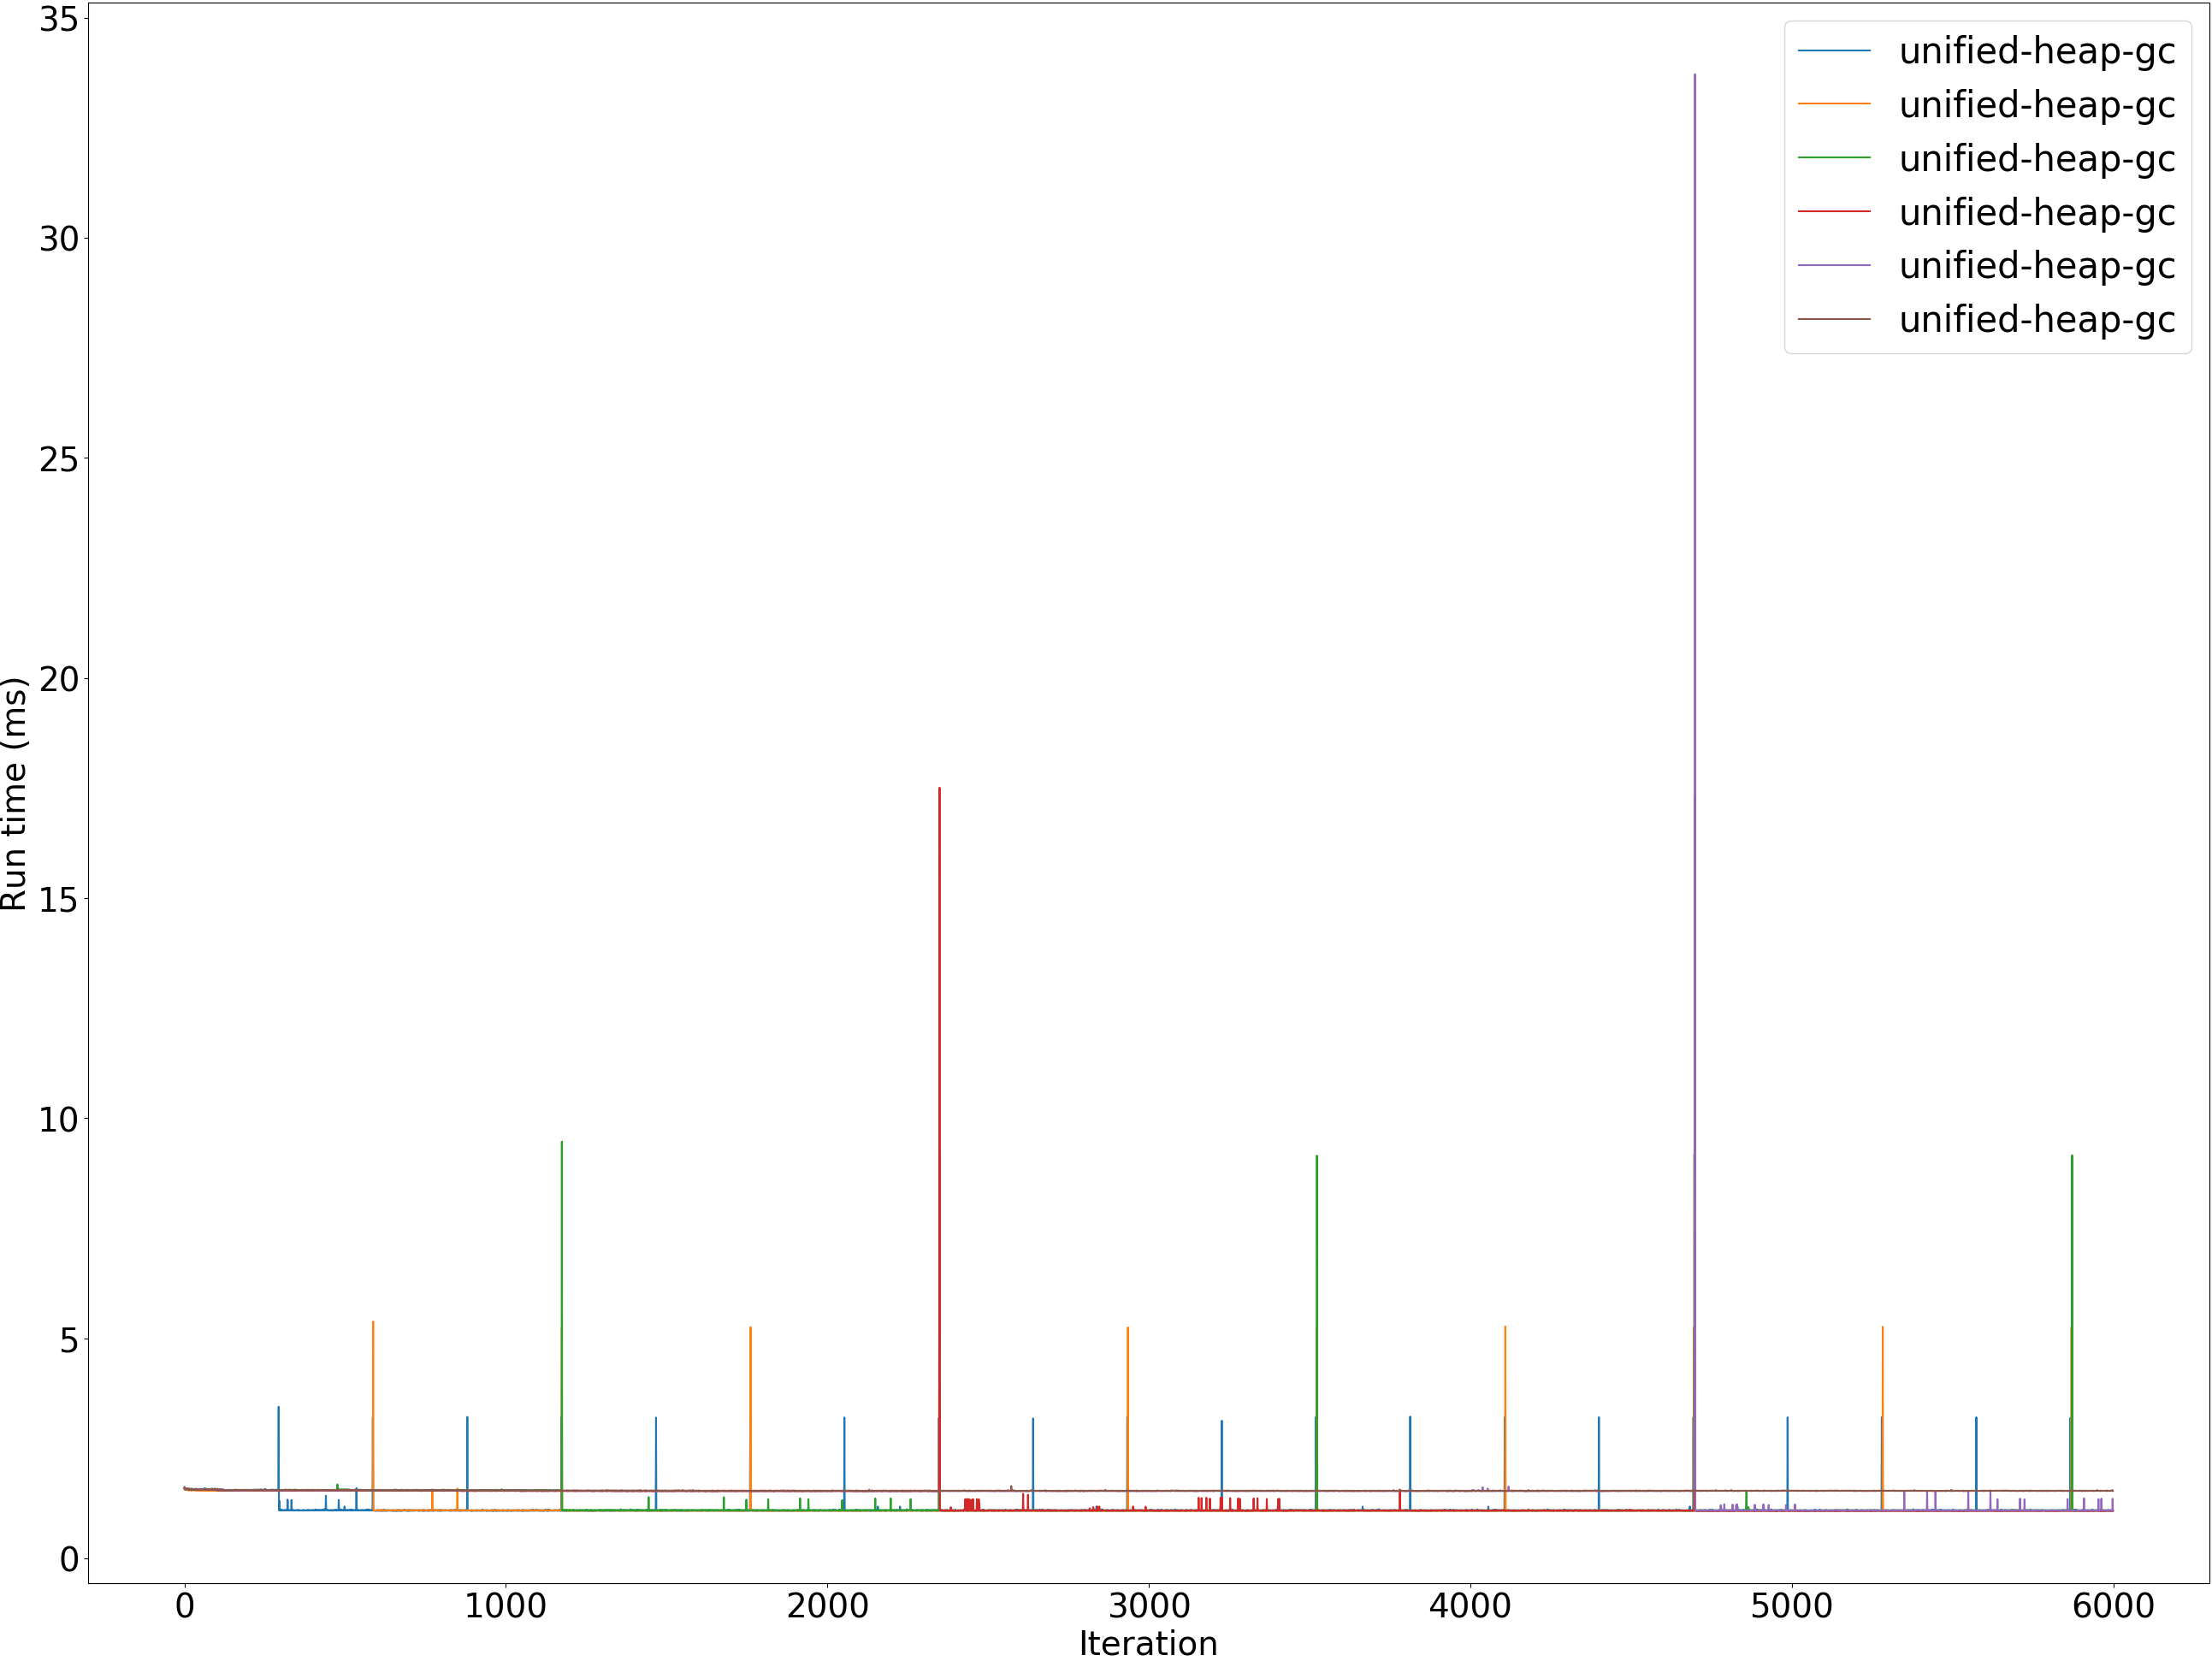 35
30
25
20
15
10
5
0
Run time (ms)
unified-heap-gc
unified-heap-gc
unified-heap-gc
unified-heap-gc
unified-heap-gc
unified-heap-gc
0 1000 2000 3000 4000 5000 6000
Iteration